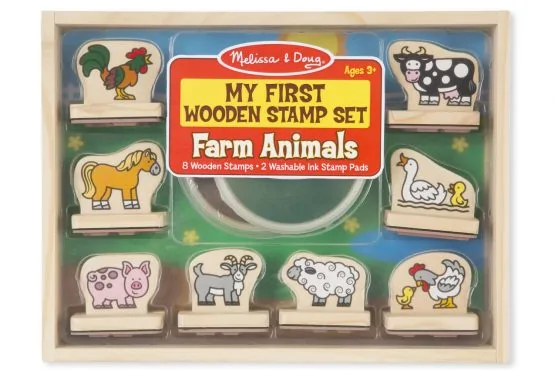 Melissa & Doug
Ages 3+
MY FIRST
WOODEN STAMP SET
Farm Animals
8 Wooden Stamps • 2 Washable Ink Stamp Pads